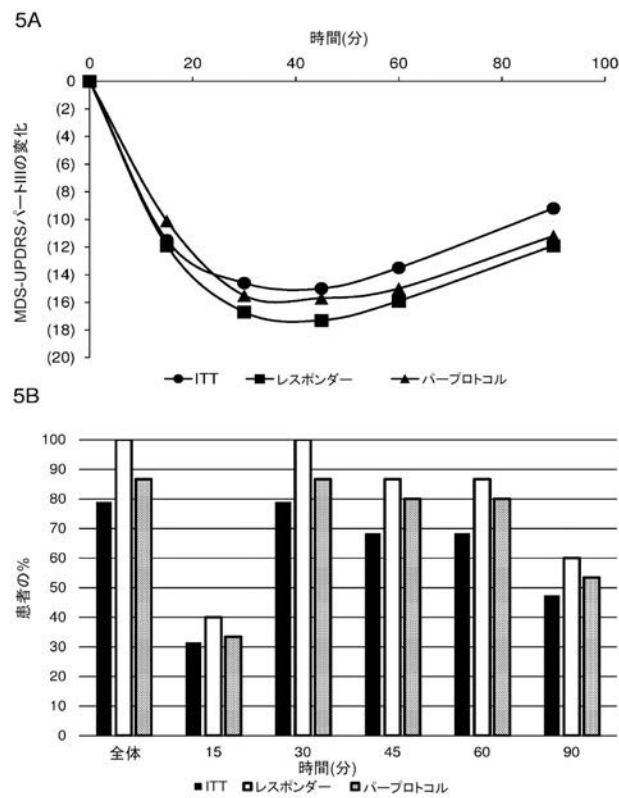 5A
時間(分)
0 20 40 60 80 100
0
(2)
(4)
(6)
(8)
(10)
(12)
(14)
(16)
(18)
(20)
MDS-UPDRSパートIIIの変化
ITT レスポンダー パープロトコル
5B
100
90
80
70
60
50
40
30
20
10
0
患者の%
全体 15 30 45 60 90
時間(分)
ITT レスポンダー パープロトコル